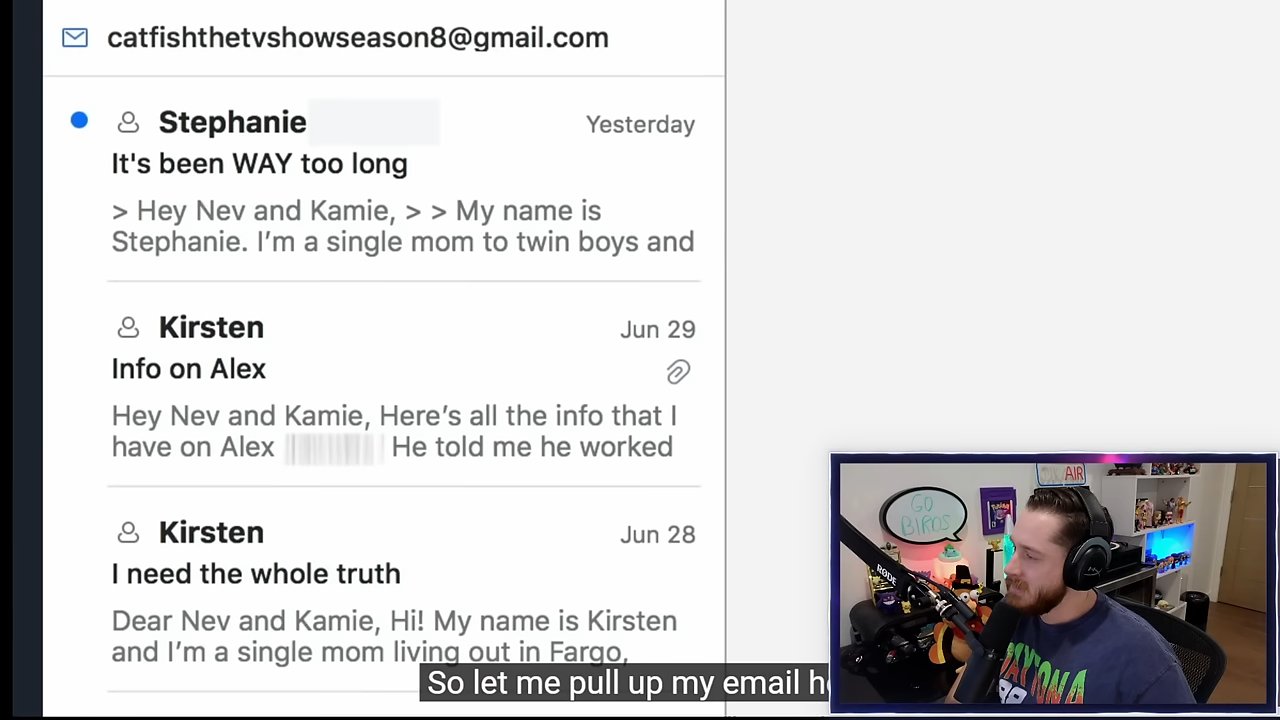 catfishthetvshowseason8@gmail.com
Stephanie
Yesterday
It's been WAY too long
> Hey Nev and Kamie, > > My name is
Stephanie. I'm a single mom to twin boys and
Kirsten
Jun 29
Info on Alex
Hey Nev and Kamie, Here's all the info that I
have on Alex
He told me he worked
Kirsten
Jun 28
I need the whole truth
Dear Nev and Kamie, Hi! My name is Kirsten
and I'm a single mom living out in Fargo,
So let me pull up my email
ON AIR
GO
BIRDS
RØDE
DAYTONA